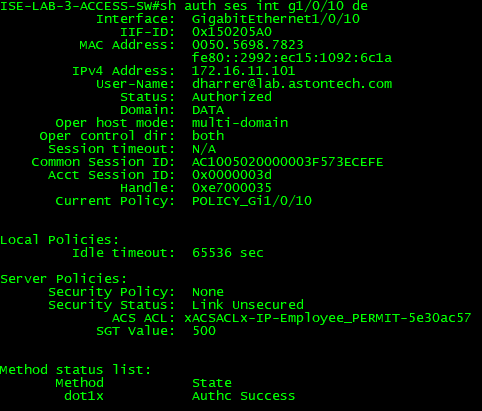 ISE-LAB-3-ACCESS-SW#sh auth ses int g1/0/10 de
Interface: GigabitEthernet1/0/10
IIF-ID: 0x150205A0
MAC Address: 0050.5698.7823
fe80::2992:ec15:1092:6c1a
IPv4 Address: 172.16.11.101
User-Name: dharrer@lab.astontech.com
Status: Authorized
Domain: DATA
Oper host mode: multi-domain
Oper control dir: both
Session timeout: N/A
Common Session ID: AC1005020000003F573ECEFE
Acct Session ID: 0x0000003d
Handle: 0xe7000035
Current Policy: POLICY_Gi1/0/10
Local Policies:
Idle timeout: 65536 sec
Server Policies:
Security Policy: None
Security Status: Link Unsecured
ACS ACL: xACSACLx-IP-Employee_PERMIT-5e30ac57
SGT Value: 500
Method status list:
Method State
dot1x Authc Success